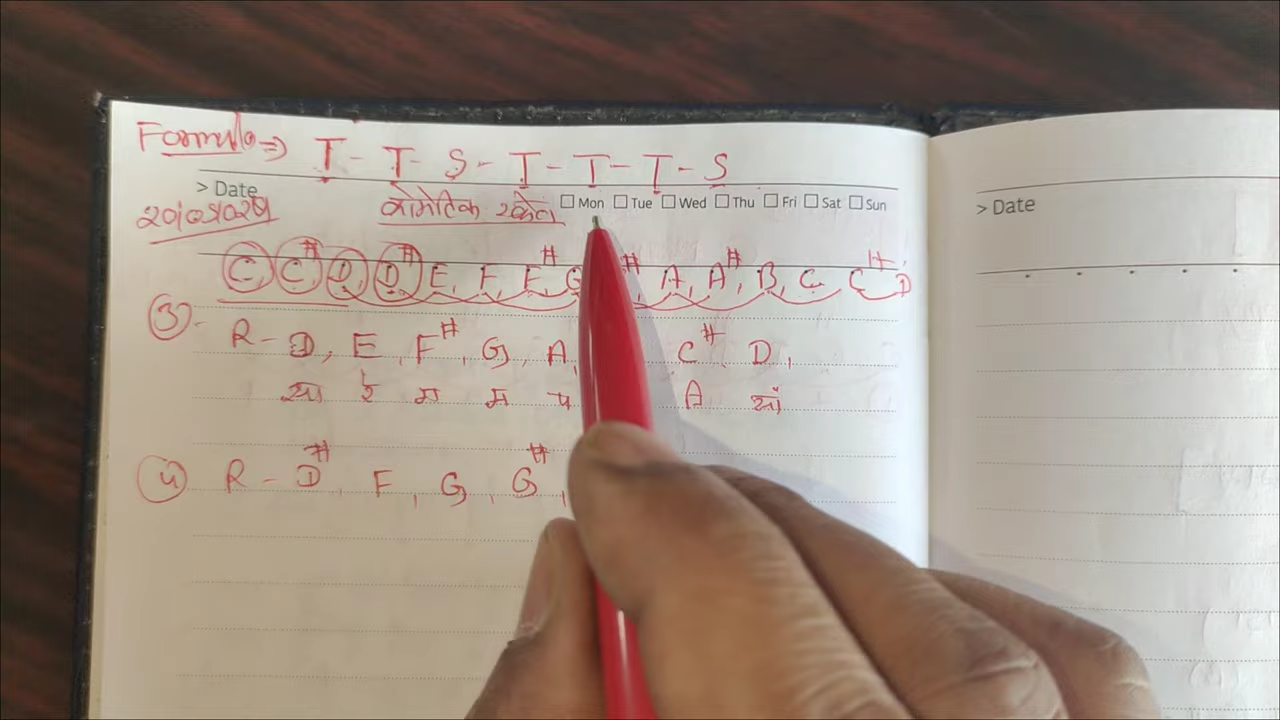 Formula ⇒ T - T - S - T - T - T - S
> Date
□ Mon □ Tue □ Wed □ Thu □ Fri □ Sat □ Sun
> Date
C C# D D# E, F, F# G #, A, A#, B, C, C# D
③ R - D, E, F#, G, A, C#, D,
सा रे ग म प सां
④ R - D#, F, G, G#,